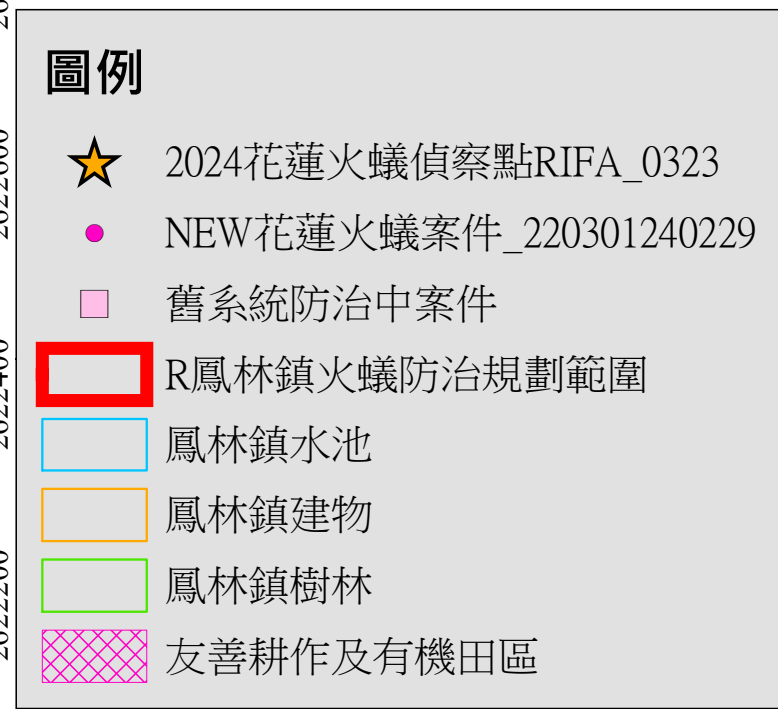 圖例
2024花蓮火蟻偵察點RIFA_0323
NEW花蓮火蟻案件_220301240229
舊系統防治中案件
R鳳林鎮火蟻防治規劃範圍
鳳林鎮水池
鳳林鎮建物
鳳林鎮樹林
友善耕作及有機田區